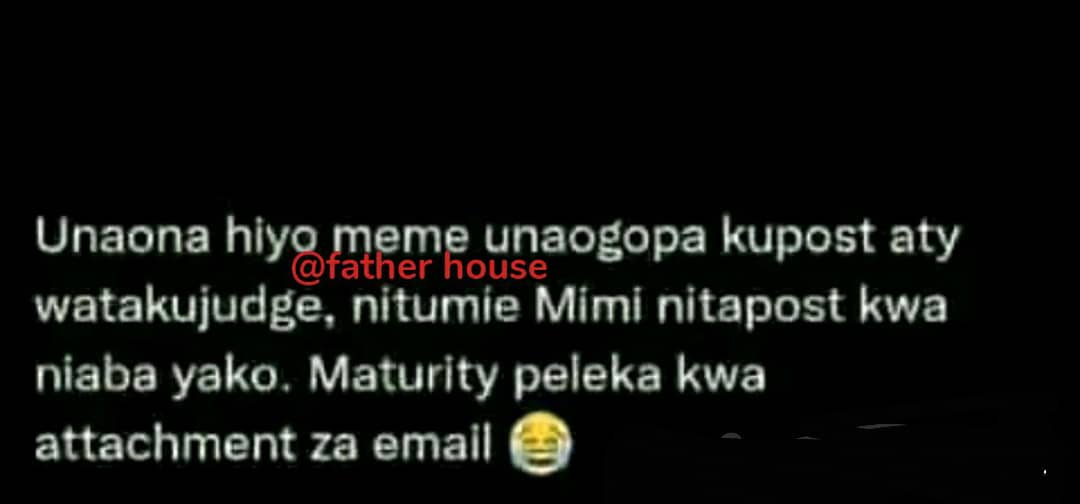 Unaona hiyo meme unaogopa kupost aty
@father house
watakujudge, nitumie Mimi nitapost kwa
niaba yako. Maturity peleka kwa
attachment za email 😂